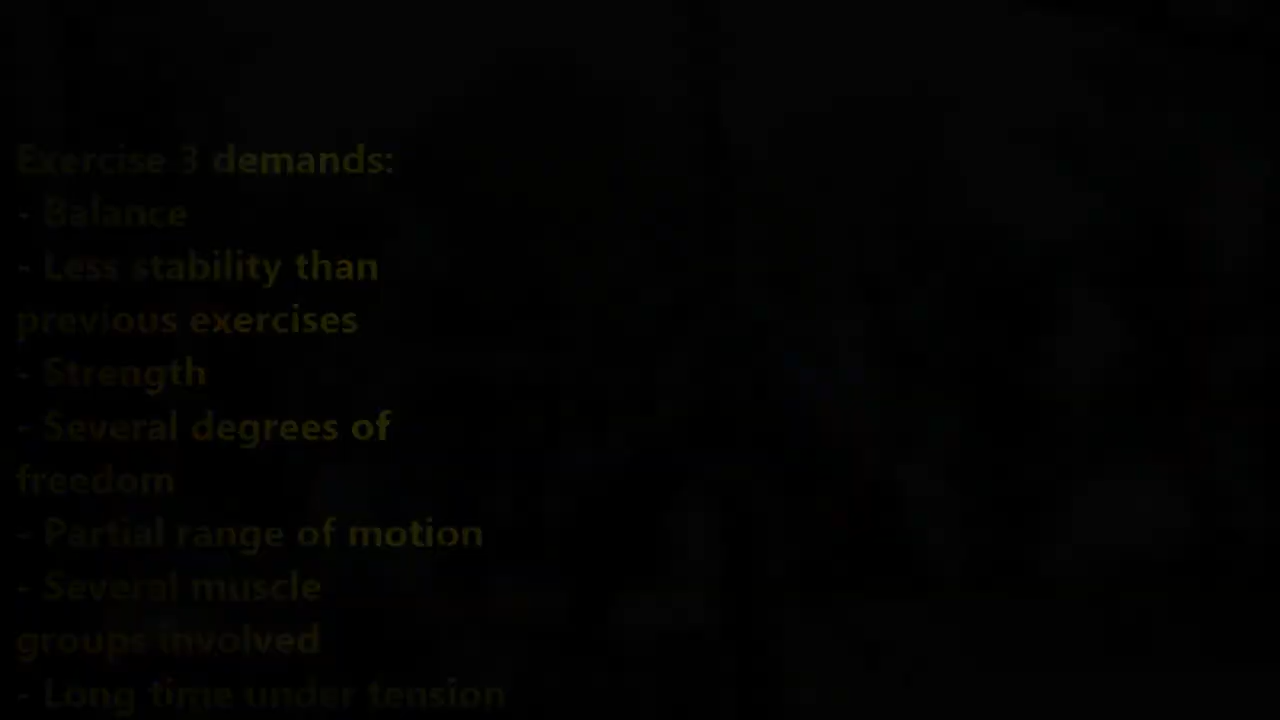 Exercise 3 demands:
- Balance
- Less stability than
previous exercises
- Strength
- Several degrees of
freedom
- Partial range of motion
- Several muscle
groups involved
- Long time under tension